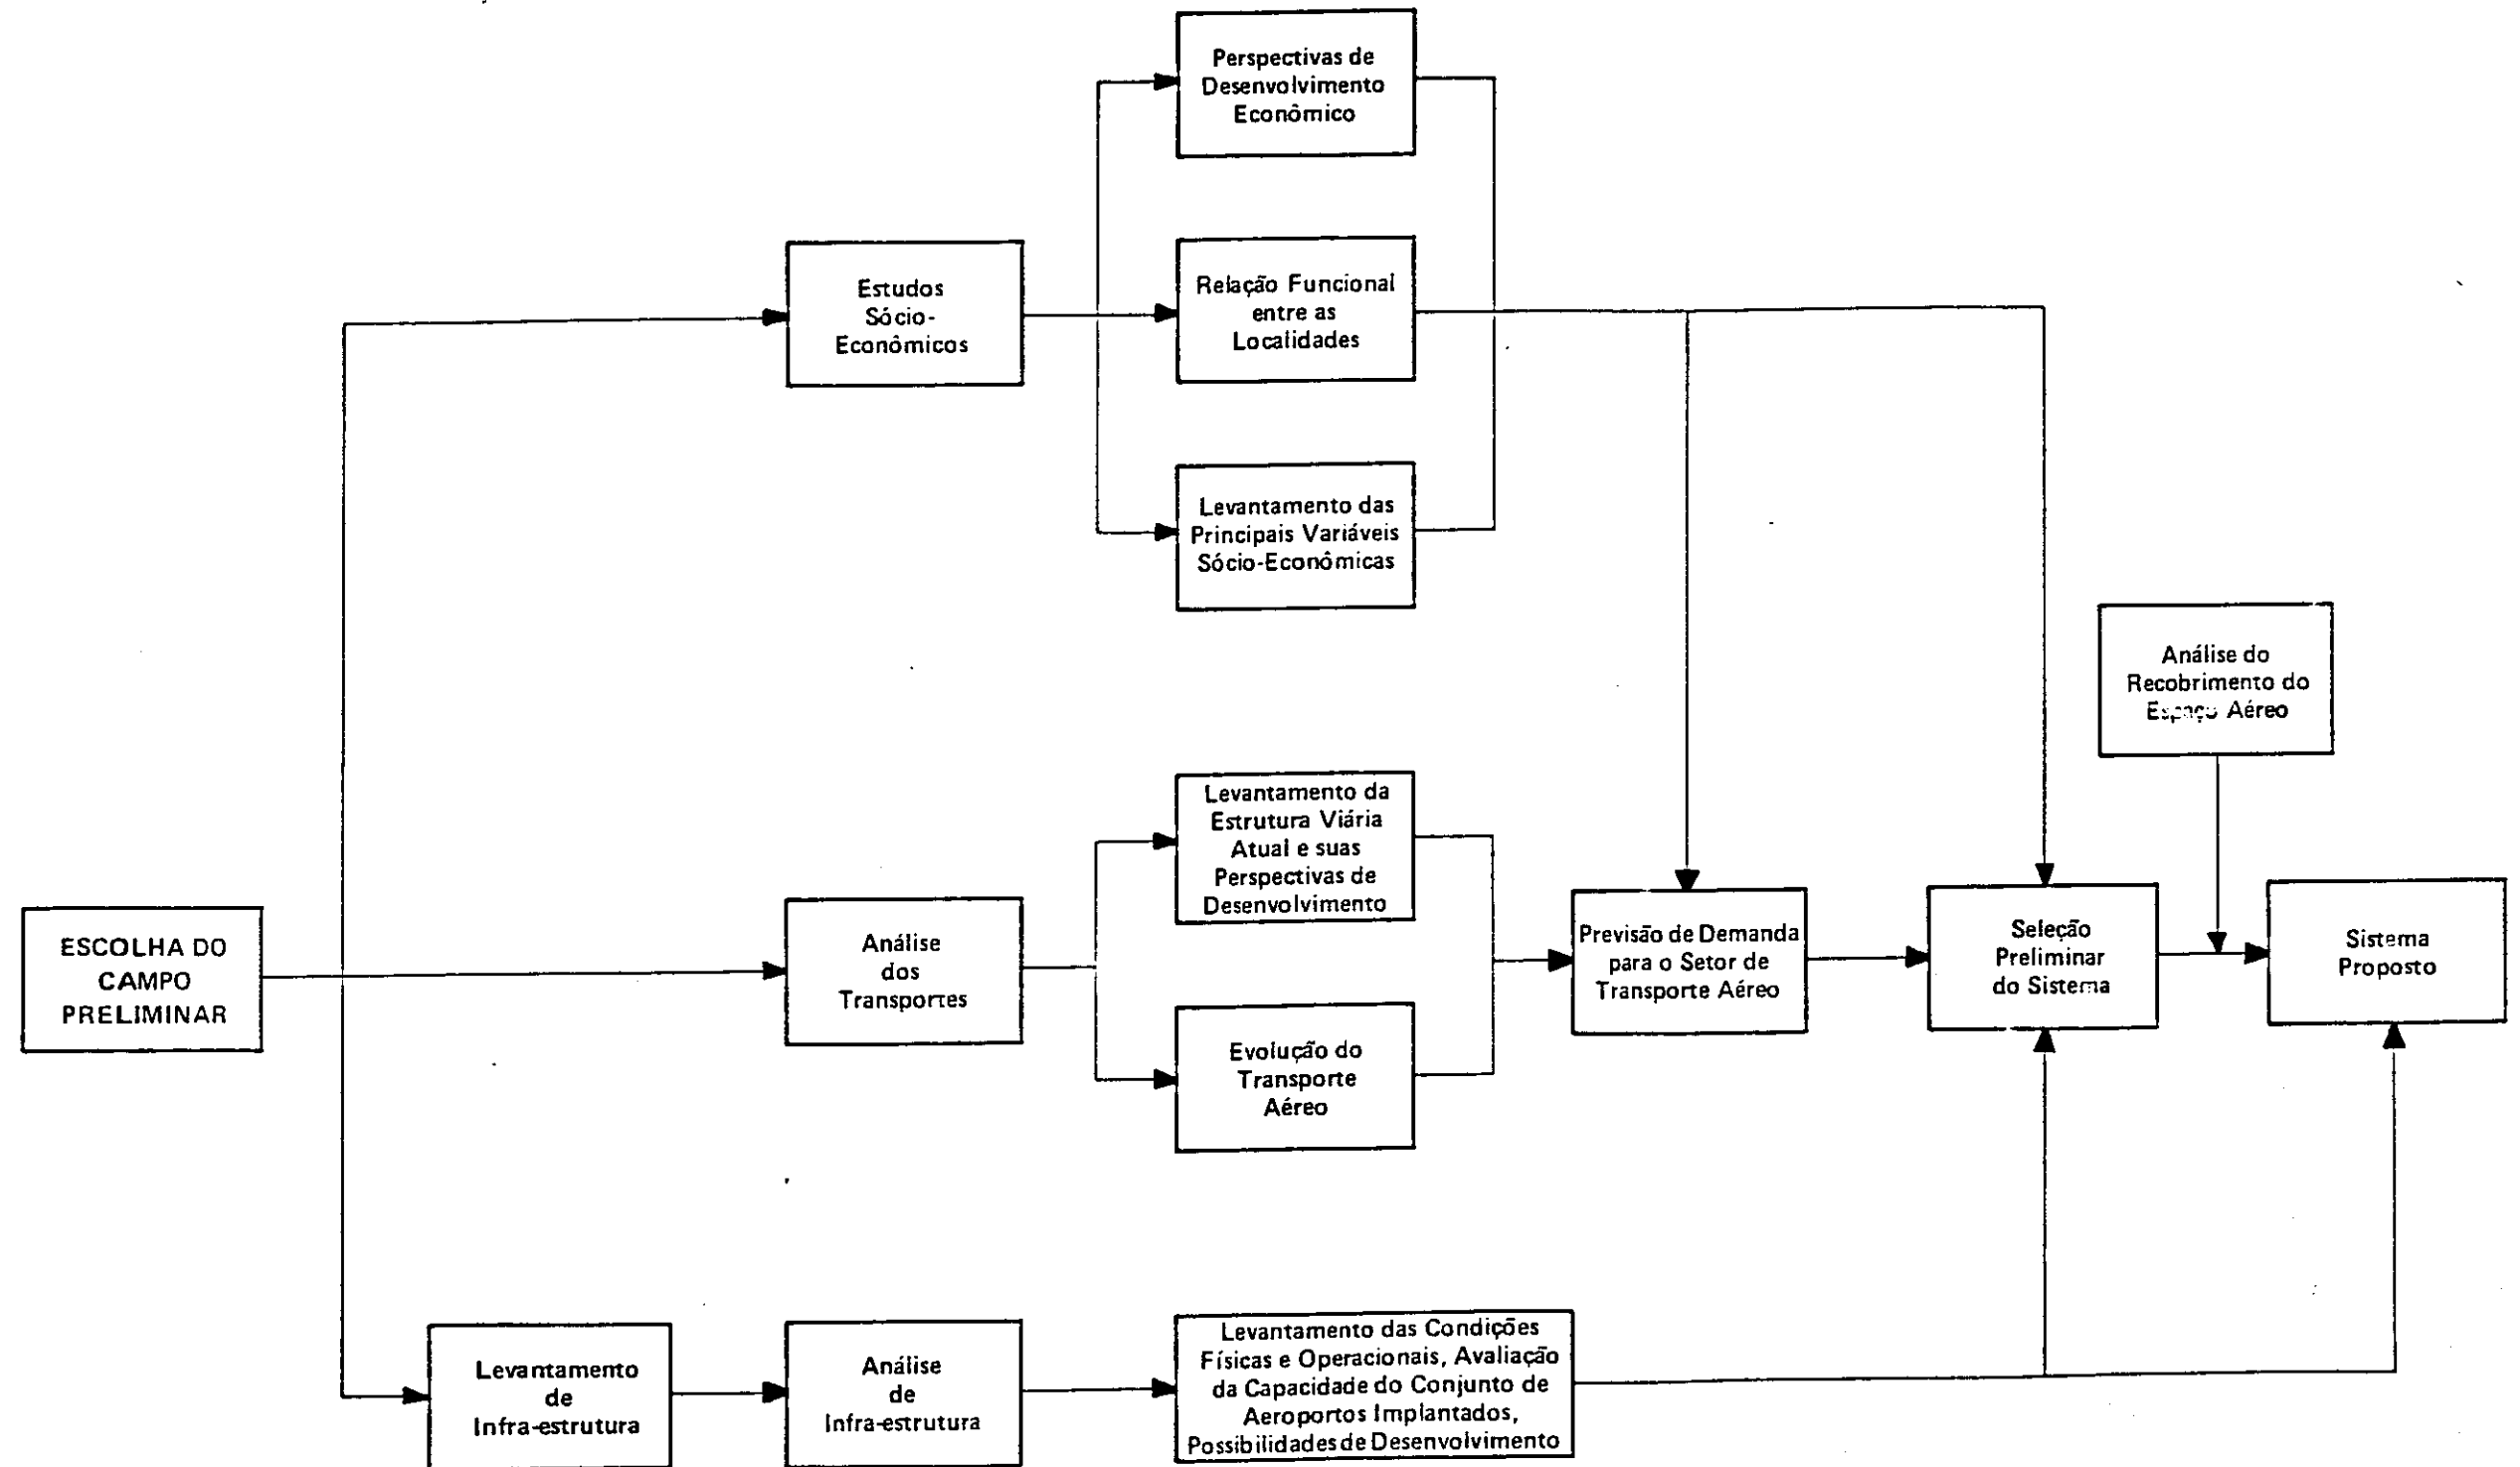 Perspectivas de
Desenvolvimento
Econômico
Estudos
Sócio-
Econômicos
Relação Funcional
entre as
Localidades
Levantamento das
Principais Variáveis
Sócio-Econômicas
Análise do
Recobrimento do
Espaço Aéreo
Levantamento da
Estrutura Viária
Atual e suas
Perspectivas de
Desenvolvimento
ESCOLHA DO
CAMPO
PRELIMINAR
Análise
dos
Transportes
Previsão de Demanda
para o Setor de
Transporte Aéreo
Seleção
Preliminar
do Sistema
Sistema
Proposto
Evolução do
Transporte
Aéreo
Levantamento
de
Infra-estrutura
Análise
de
Infra-estrutura
Levantamento das Condições
Físicas e Operacionais, Avaliação
da Capacidade do Conjunto de
Aeroportos Implantados,
Possibilidades de Desenvolvimento